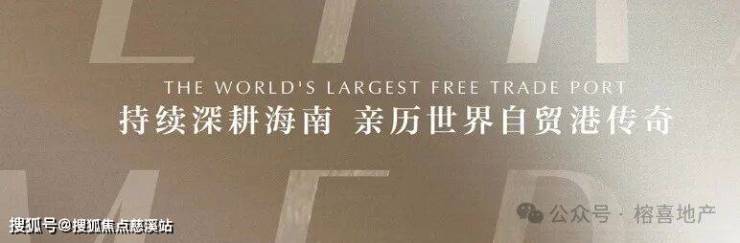 THE WORLD'S LARGEST FREE TRADE PORT
持续深耕海南 亲历世界自贸港传奇
搜狐号@搜狐焦点慈溪站
公众号·榕喜地产